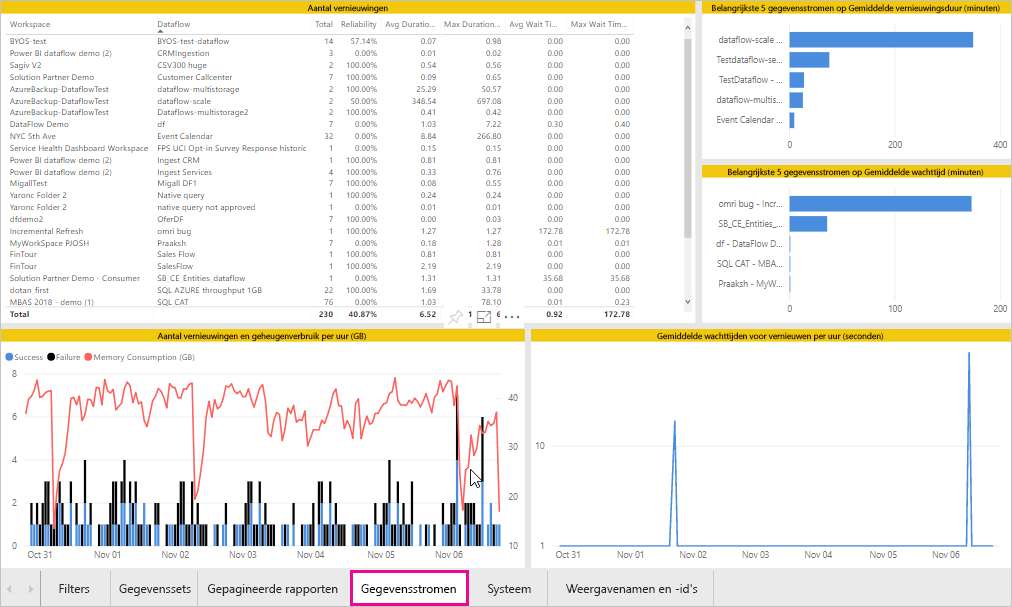 Aantal vernieuwingen
Workspace Dataflow Total Reliability Avg Duratio... Max Duration... Avg Wait Ti... Max Wait Tim...
BYOS-test BYOS-test-dataflow 14 57.14% 0.07 0.98 0.00 0.00
Power BI dataflow demo (2) CRMIngestion 3 0.00% 0.01 0.02 0.00 0.00
Sagiv V2 CSV300 huge 2 100.00% 0.54 0.56 0.00 0.00
Solution Partner Demo Customer Callcenter 7 100.00% 0.09 0.65 0.00 0.00
AzureBackup-DataflowTest dataflow-multistorage 2 100.00% 25.29 50.57 0.00 0.00
AzureBackup-DataflowTest dataflow-scale 2 50.00% 348.54 697.08 0.00 0.00
AzureBackup-DataflowTest Dataflows-multistorage2 2 100.00% 0.41 0.42 0.00 0.00
DataFlow Demo df 7 0.00% 1.03 7.22 0.30 0.40
NYC 5th Ave Event Calendar 32 0.00% 8.84 266.80 0.00 0.00
Service Health Dashboard Workspace FPS UCI Opt-in Survey Response historic 1 0.00% 0.15 0.15 0.00 0.00
Power BI dataflow demo (2) Ingest CRM 1 100.00% 0.81 0.81 0.00 0.00
Power BI dataflow demo (2) Ingest Services 4 100.00% 0.33 0.76 0.00 0.00
MigallTest Migall DF1 7 100.00% 0.08 0.55 0.00 0.00
Yaronc Folder 2 Native query 1 100.00% 0.24 0.24 0.00 0.00
Yaronc Folder 2 native query not approved 1 0.00% 0.01 0.01 0.00 0.00
dfdemo2 OferDF 7 100.00% 0.00 0.03 0.00 0.00
Incremental Refresh omri bug 1 100.00% 1.27 1.27 172.78 172.78
MyWorkSpace PJOSH Praaksh 7 0.00% 0.18 1.28 0.01 0.01
FinTour Sales Flow 1 100.00% 0.81 0.81 0.00 0.00
FinTour SalesFlow 1 100.00% 2.19 2.19 0.00 0.00
Solution Partner Demo - Consumer SB_CE_Entities_dataflow 1 0.00% 1.31 1.31 35.68 35.68
dotan_first SQL AZURE throughput 1GB 22 100.00% 1.69 33.78 0.00 0.00
MBAS 2018 - demo (1) SQL CAT 76 0.00% 1.03 78.10 0.01 0.23
Total 230 40.87% 6.52 0.92 172.78
Belangrijkste 5 gegevensstromen op Gemiddelde vernieuwingsduur (minuten)
dataflow-scale ...
Testdataflow-se...
TestDataflow - ...
dataflow-multis...
Event Calendar ...
0 200 400
Belangrijkste 5 gegevensstromen op Gemiddelde wachttijd (minuten)
omri bug - Incr...
SB_CE_Entities_...
df - DataFlow D...
SQL CAT - MBA...
Praaksh - MyW...
0 100 200
Aantal vernieuwingen en geheugenverbruik per uur (GB)
Success Failure Memory Consumption (GB)
8
6 40
4 30
2 20
0 10
Oct 31 Nov 01 Nov 02 Nov 03 Nov 04 Nov 05 Nov 06
Gemiddelde wachttijden voor vernieuwen per uur (seconden)
10
1
Oct 31 Nov 01 Nov 02 Nov 03 Nov 04 Nov 05 Nov 06
Filters Gegevenssets Gepagineerde rapporten Gegevensstromen Systeem Weergavenamen en -id's